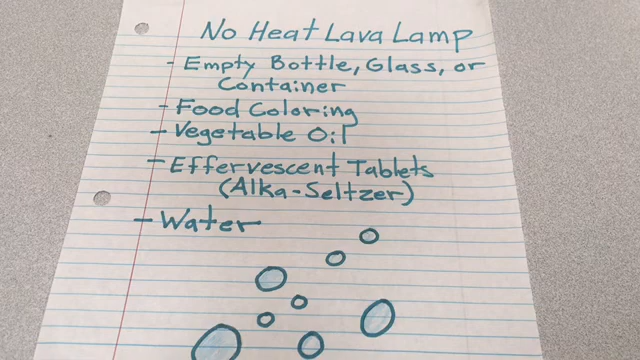 No Heat Lava Lamp
- Empty Bottle, Glass, or
Container
- Food Coloring
- Vegetable Oil
- Effervescent Tablets
(Alka-Seltzer)
- Water